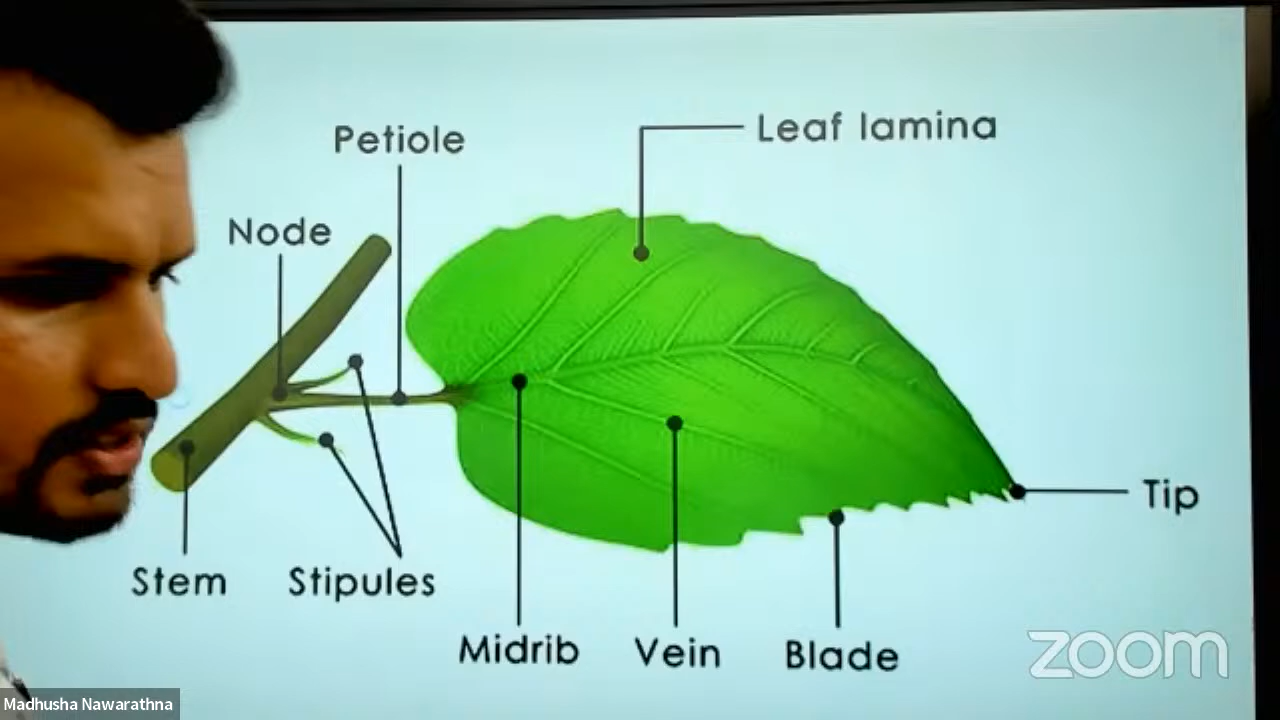 Petiole
Leaf lamina
Node
Tip
Stem
Stipules
Midrib
Vein
Blade
zoom
Madhusha Nawarathna